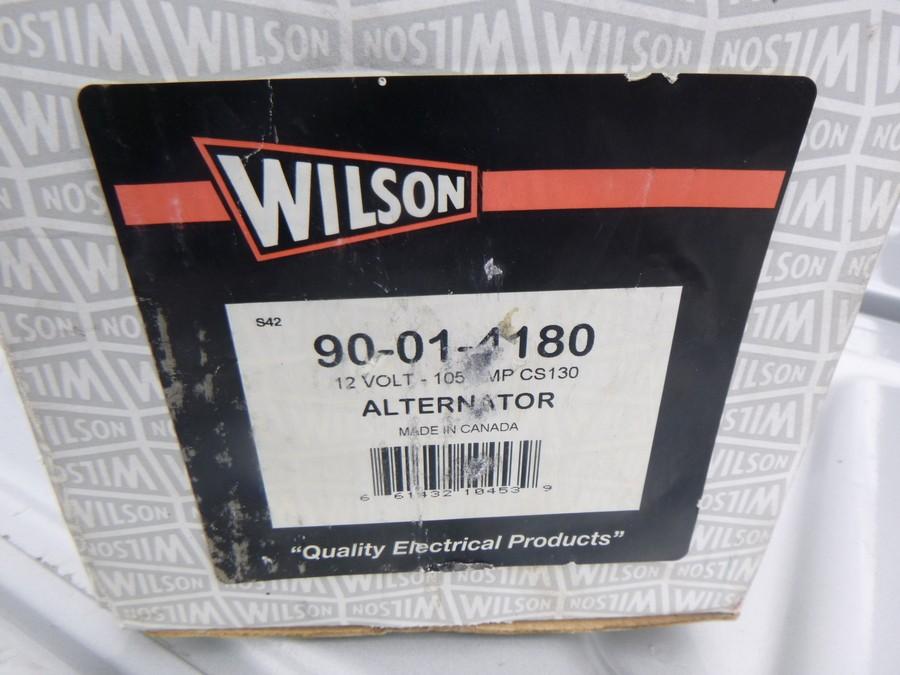 WILSON
S42
90-01-4180
12 VOLT - 105 AMP CS130
ALTERNATOR
MADE IN CANADA
6 61432 10453 9
“Quality Electrical Products”